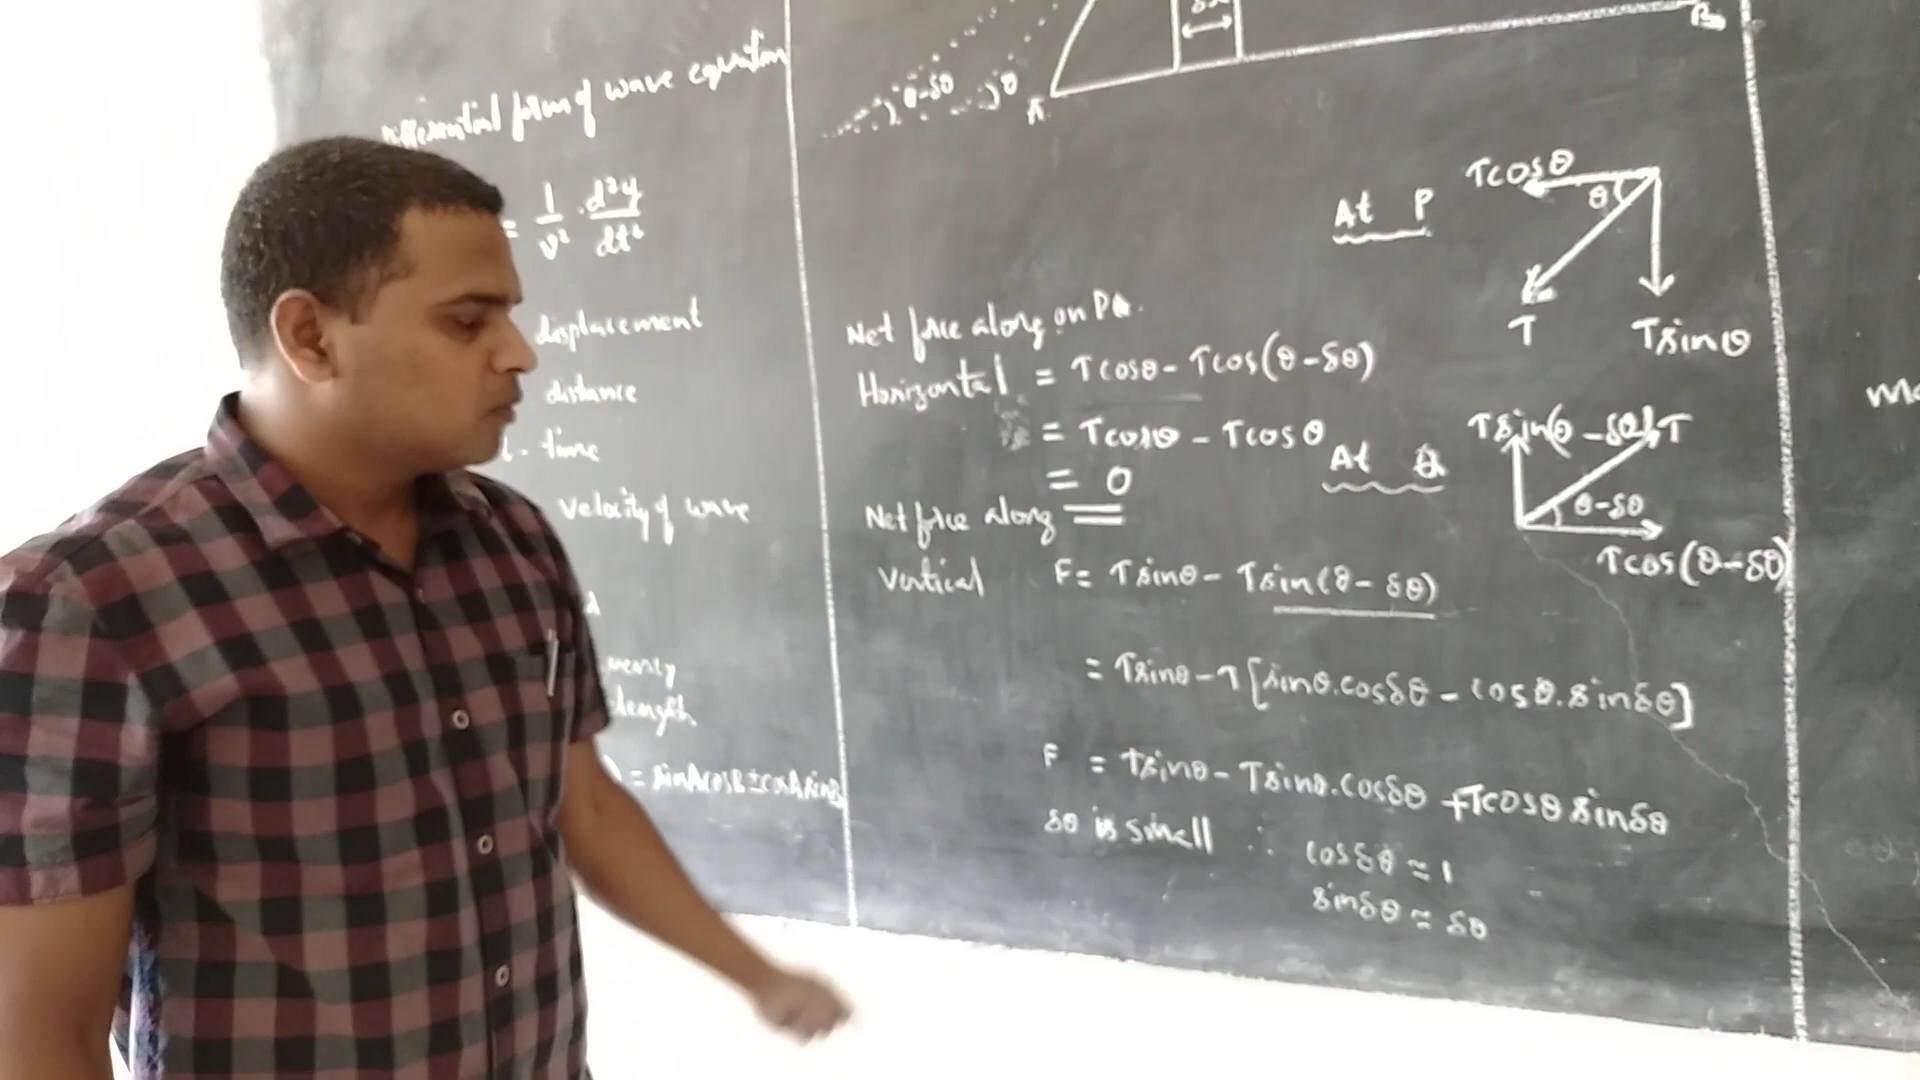 Differential form of wave equation
= 1/v² · d²y/dt²
displacement
distance
t - time
velocity of wave
length.
= sinAcosB ± cosAsinB
δx
θ-δθ
θ
A
B
At P
Tcosθ
θ
T
Tsinθ
Net force along on PQ.
Horizontal = Tcosθ - Tcos(θ-δθ)
= Tcosθ - Tcosθ
= 0
At Q
Tsin(θ-δθ)
T
θ-δθ
Tcos(θ-δθ)
Net force along
Vertical F= Tsinθ - Tsin(θ-δθ)
= Tsinθ - T[sinθ.cosδθ - cosθ.sinδθ]
F = Tsinθ - Tsinθ.cosδθ + Tcosθ sinδθ
δθ is small ∴ cosδθ ≃ 1
sinδθ ≃ δθ